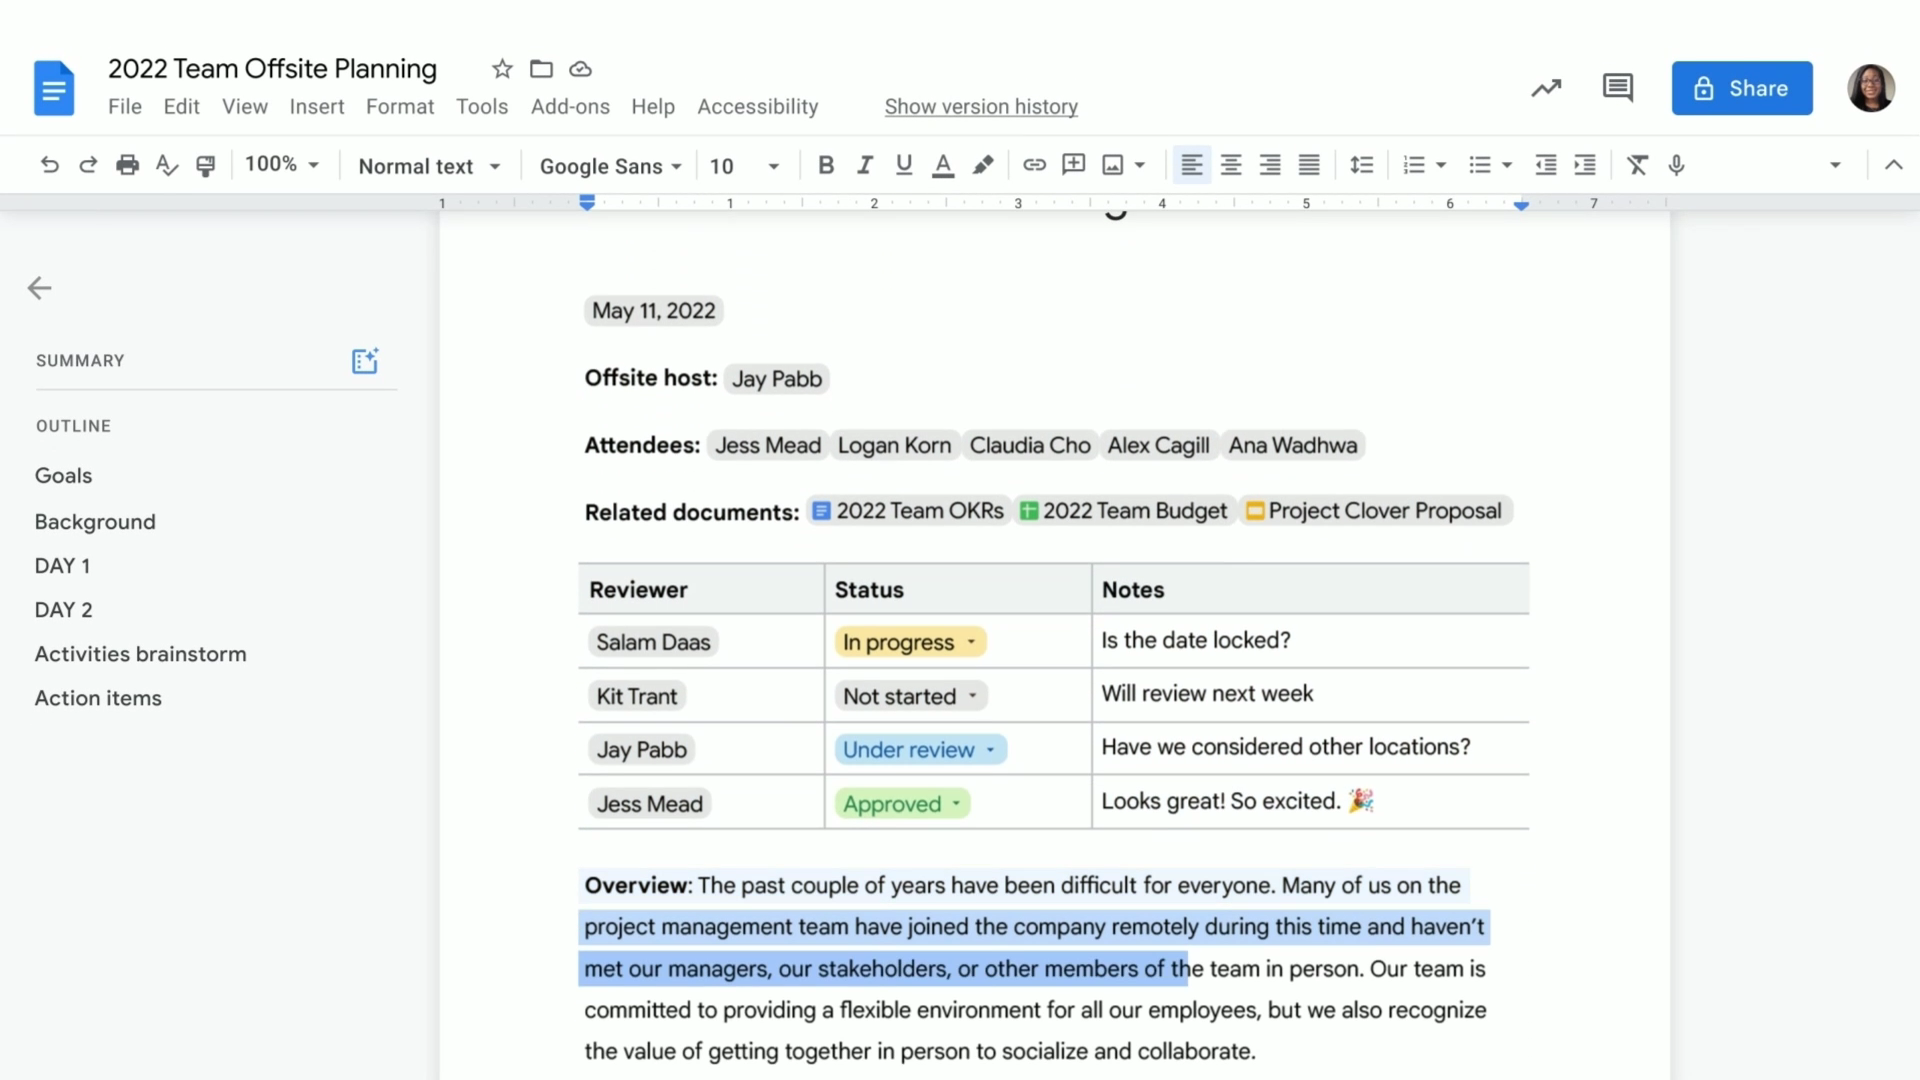 2022 Team Offsite Planning
File Edit View Insert Format Tools Add-ons Help Accessibility Show version history
Share
100% Normal text Google Sans 10
1 1 2 3 4 5 6 7
May 11, 2022
SUMMARY
Offsite host: Jay Pabb
OUTLINE
Goals
Background
DAY 1
DAY 2
Activities brainstorm
Action items
Attendees: Jess Mead Logan Korn Claudia Cho Alex Cagill Ana Wadhwa
Related documents: 2022 Team OKRs 2022 Team Budget Project Clover Proposal
Reviewer Status Notes
Salam Daas In progress Is the date locked?
Kit Trant Not started Will review next week
Jay Pabb Under review Have we considered other locations?
Jess Mead Approved Looks great! So excited. 🎉
Overview: The past couple of years have been difficult for everyone. Many of us on the
project management team have joined the company remotely during this time and haven’t
met our managers, our stakeholders, or other members of the team in person. Our team is
committed to providing a flexible environment for all our employees, but we also recognize
the value of getting together in person to socialize and collaborate.